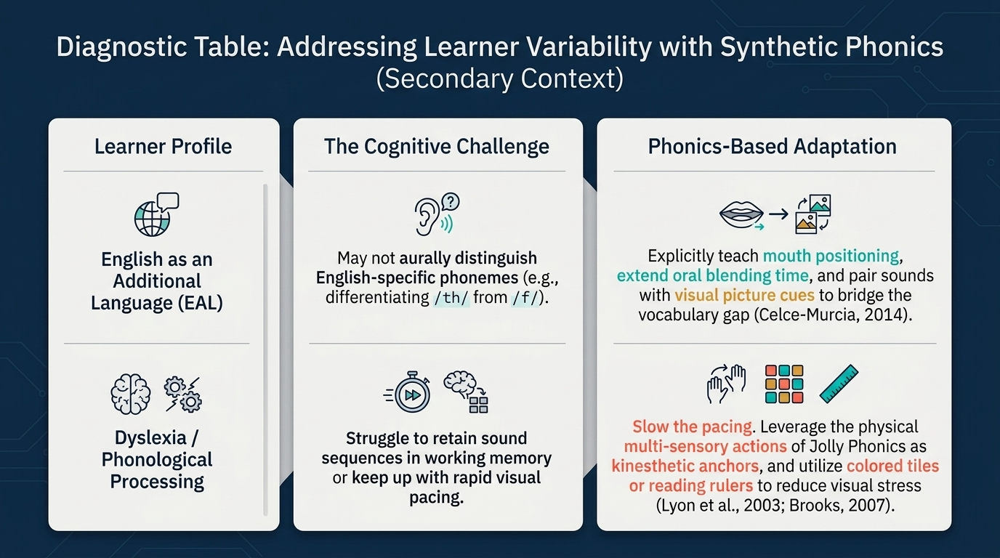 Diagnostic Table: Addressing Learner Variability with Synthetic Phonics
(Secondary Context)
Learner Profile
The Cognitive Challenge
Phonics-Based Adaptation
English as an
Additional
Language (EAL)
?
May not aurally distinguish
English-specific phonemes (e.g.,
differentiating /th/ from /f/).
Explicitly teach mouth positioning,
extend oral blending time, and pair sounds
with visual picture cues to bridge the
vocabulary gap (Celce-Murcia, 2014).
Dyslexia /
Phonological
Processing
Struggle to retain sound
sequences in working memory
or keep up with rapid visual
pacing.
Slow the pacing. Leverage the physical
multi-sensory actions of Jolly Phonics as
kinesthetic anchors, and utilize colored tiles
or reading rulers to reduce visual stress
(Lyon et al., 2003; Brooks, 2007).